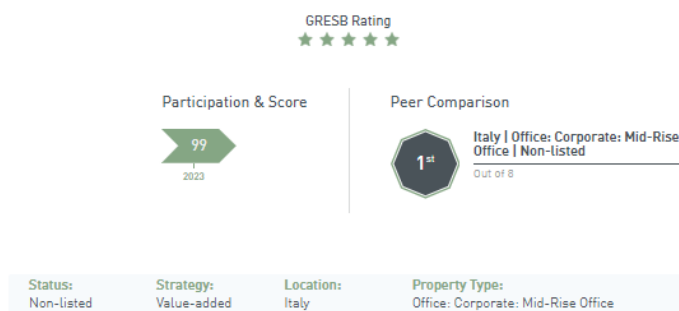 GRESB Rating
Participation & Score
Peer Comparison
99
2023
1st
Italy | Office: Corporate: Mid-Rise
Office | Non-listed
Out of 8
Status:
Strategy:
Location:
Property Type:
Non-listed
Value-added
Italy
Office: Corporate: Mid-Rise Office